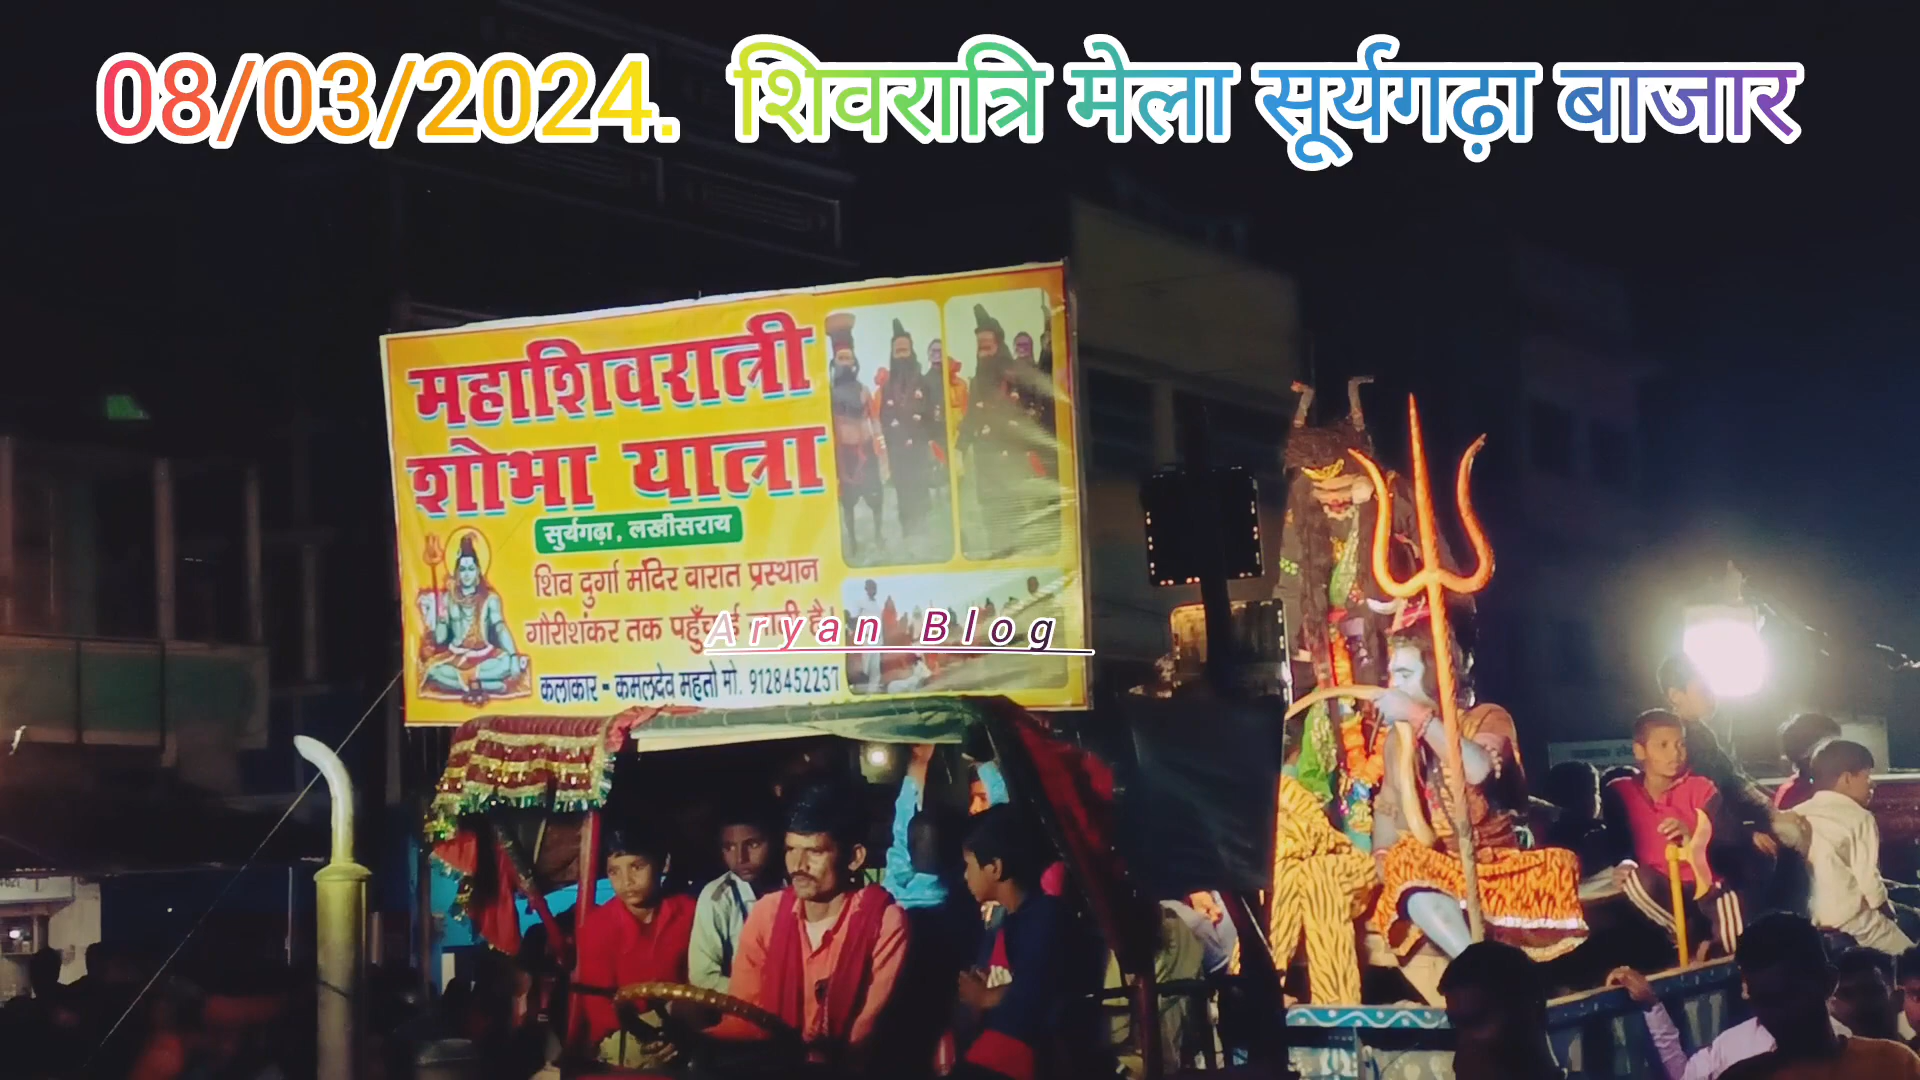 08/03/2024. शिवरात्रि मेला सूर्यगढ़ा बाजार
महाशिवरात्री
शोभा यात्रा
सुर्यगढ़ा, लखीसराय
शिव दुर्गा मंदिर वारात प्रस्थान
गौरीशंकर तक पहुँचाई जाती है।
Aryan Blog
कलाकार - कमलदेव महतो मो. 9128452257